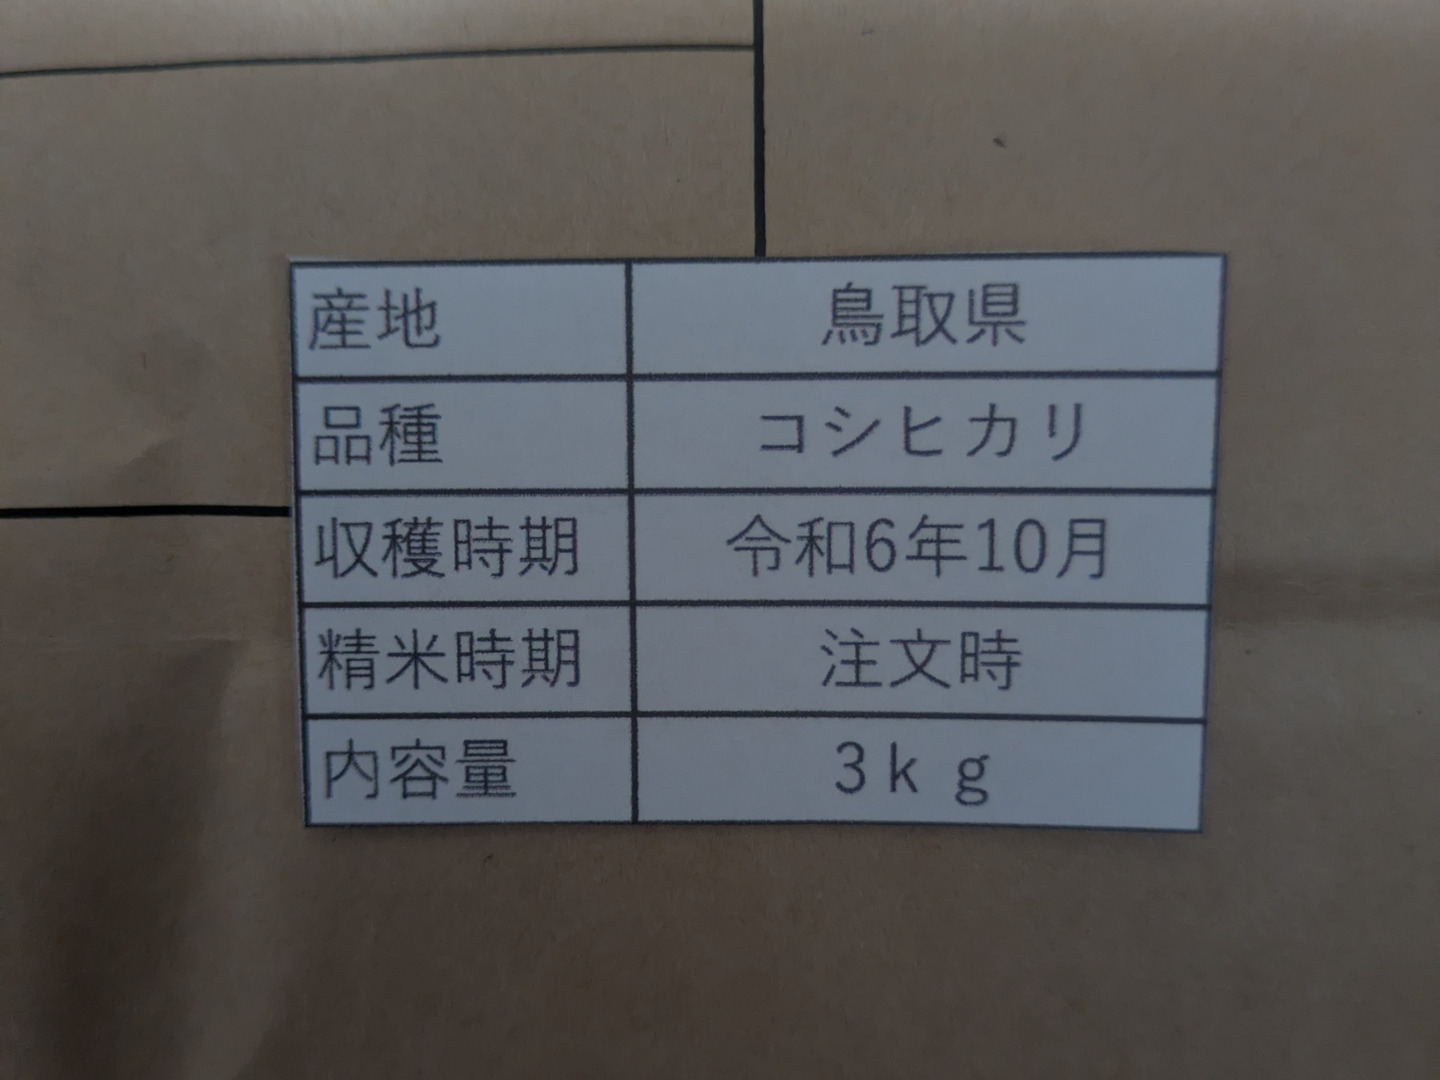 産地 鳥取県
品種 コシヒカリ
収穫時期 令和6年10月
精米時期 注文時
内容量 3kg